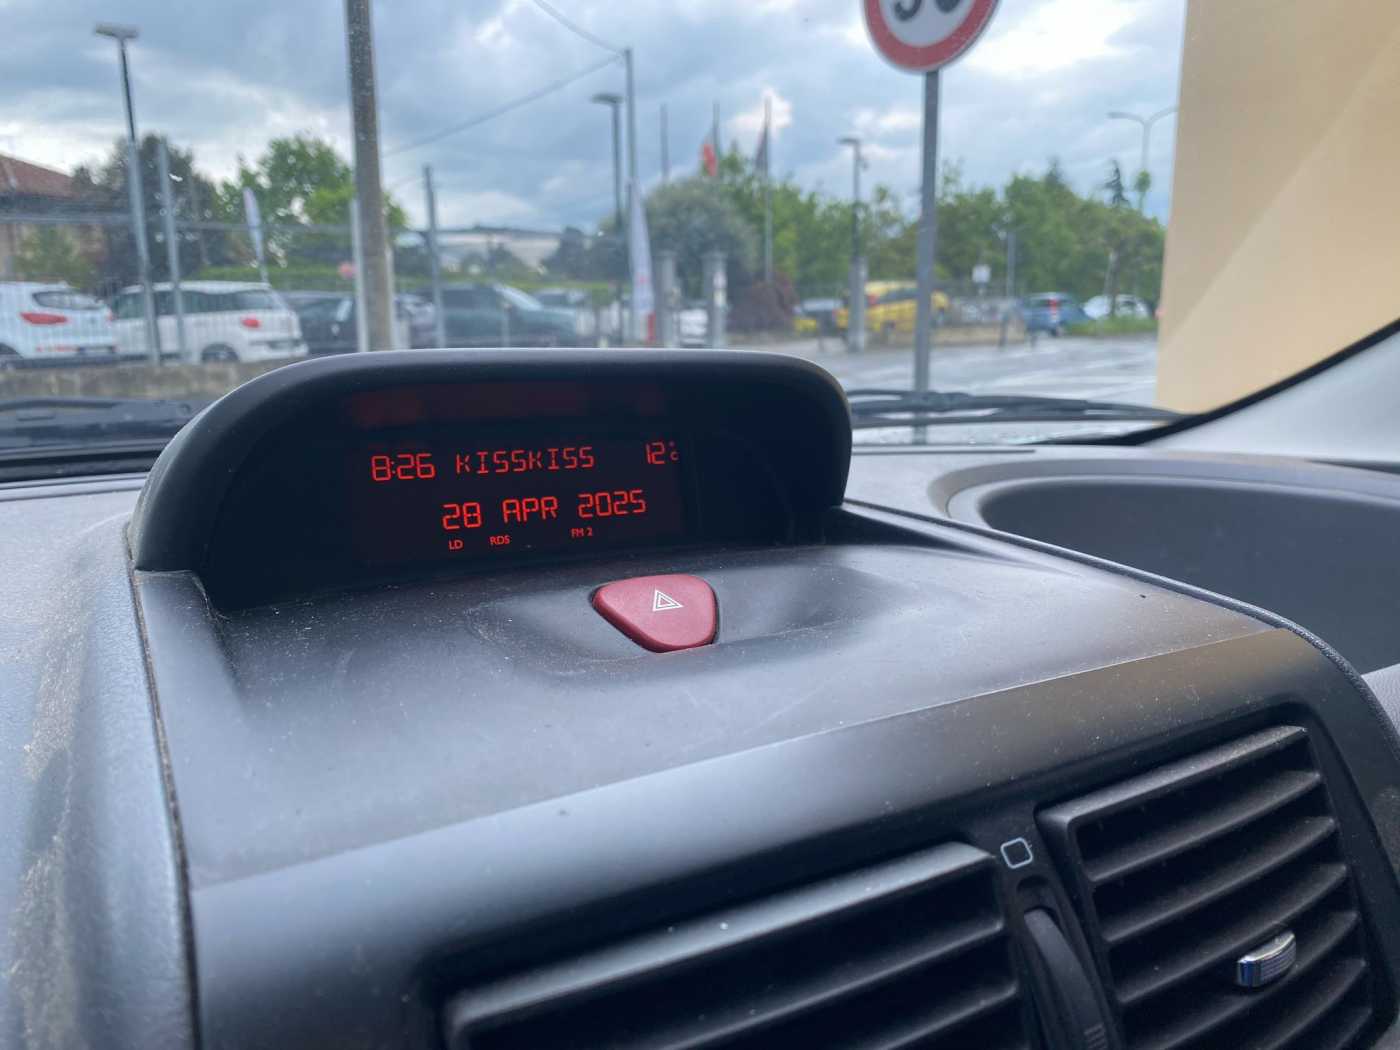 8:26 KISSKISS 12°c
28 APR 2025
LD RDS FM 2